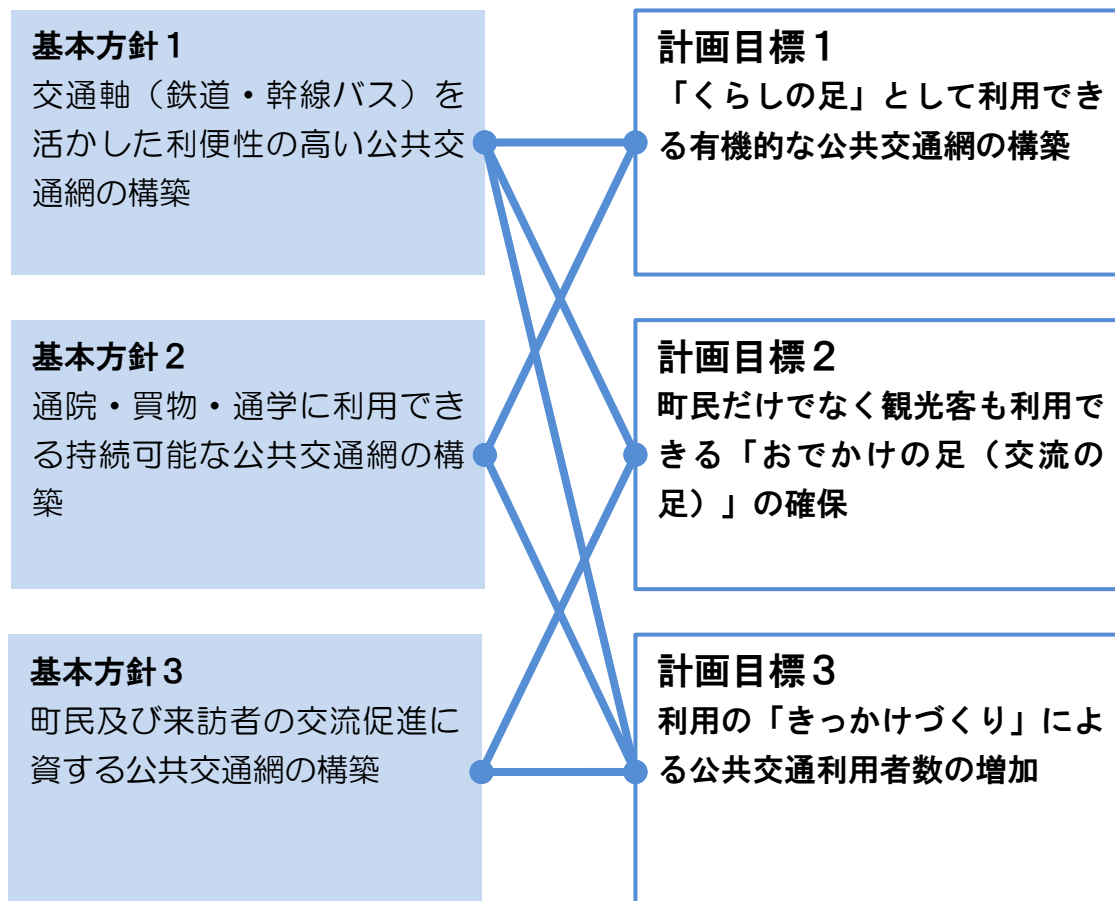 基本方針１
交通軸（鉄道・幹線バス）を
活かした利便性の高い公共交
通網の構築
基本方針２
通院・買物・通学に利用でき
る持続可能な公共交通網の構
築
基本方針３
町民及び来訪者の交流促進に
資する公共交通網の構築
計画目標１
「くらしの足」として利用でき
る有機的な公共交通網の構築
計画目標２
町民だけでなく観光客も利用で
きる「おでかけの足（交流の
足）」の確保
計画目標３
利用の「きっかけづくり」によ
る公共交通利用者数の増加